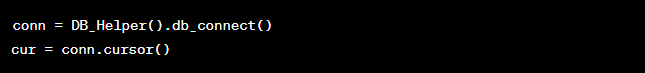 conn = DB_Helper().db_connect()
cur = conn.cursor()